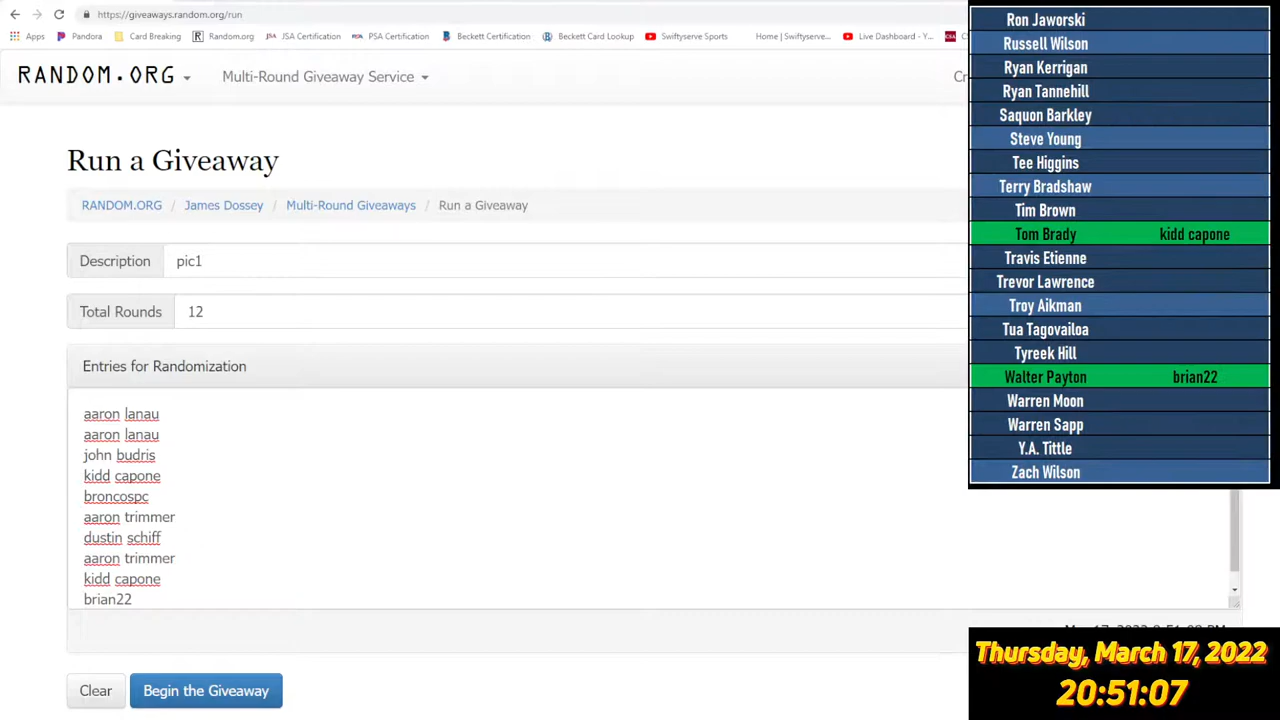 https://giveaways.random.org/run
Apps Pandora Card Breaking Random.org JSA Certification PSA Certification Beckett Certification Beckett Card Lookup Swiftyserve Sports Home | Swiftyserve... Live Dashboard - Y...
RANDOM.ORG Multi-Round Giveaway Service
Run a Giveaway
RANDOM.ORG / James Dossey / Multi-Round Giveaways / Run a Giveaway
Description pic1
Total Rounds 12
Entries for Randomization
aaron lanau
aaron lanau
john budris
kidd capone
broncospc
aaron trimmer
dustin schiff
aaron trimmer
kidd capone
brian22
Clear Begin the Giveaway
Ron Jaworski
Russell Wilson
Ryan Kerrigan
Ryan Tannehill
Saquon Barkley
Steve Young
Tee Higgins
Terry Bradshaw
Tim Brown
Tom Brady kidd capone
Travis Etienne
Trevor Lawrence
Troy Aikman
Tua Tagovailoa
Tyreek Hill
Walter Payton brian22
Warren Moon
Warren Sapp
Y.A. Tittle
Zach Wilson
Thursday, March 17, 2022
20:51:07